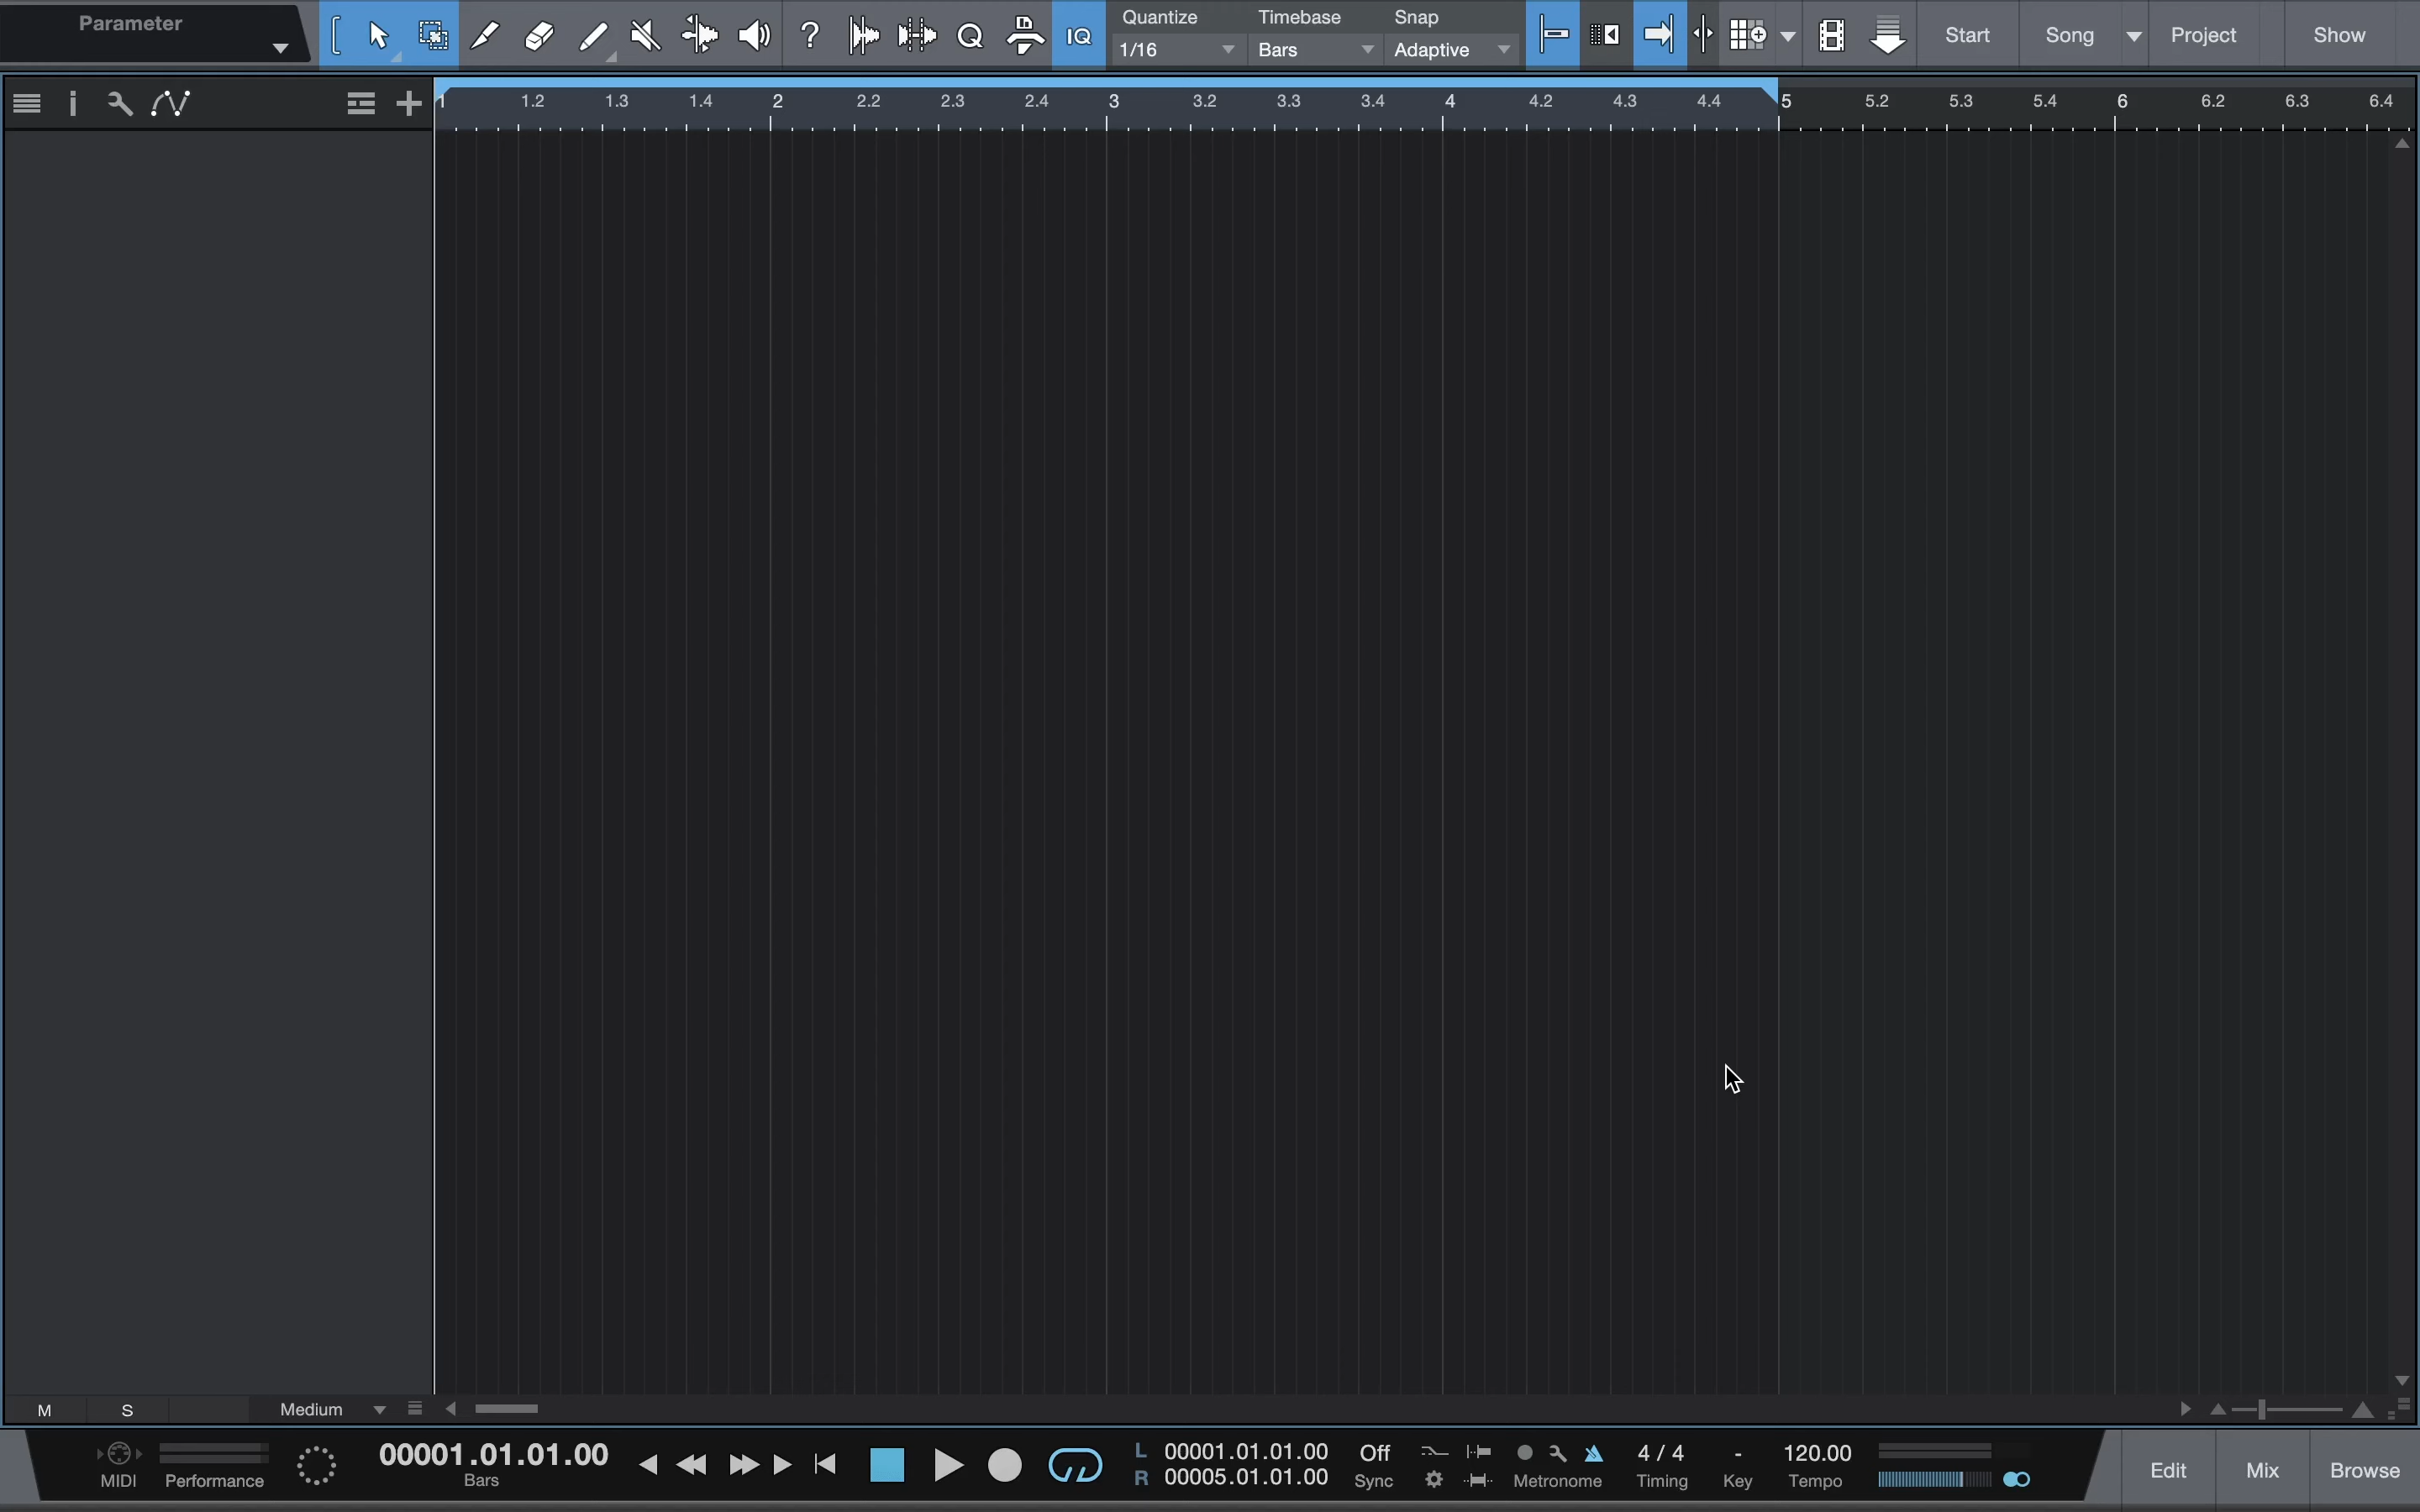 Parameter
IQ
Quantize Timebase Snap
1/16 Bars Adaptive
Start Song Project Show
1 1.2 1.3 1.4 2 2.2 2.3 2.4 3 3.2 3.3 3.4 4 4.2 4.3 4.4 5 5.2 5.3 5.4 6 6.2 6.3 6.4
M S Medium
00001.01.01.00
Bars
MIDI Performance
L 00001.01.01.00
R 00005.01.01.00
Off
Sync
Metronome
4 / 4
Timing
-
Key
120.00
Tempo
Edit Mix Browse